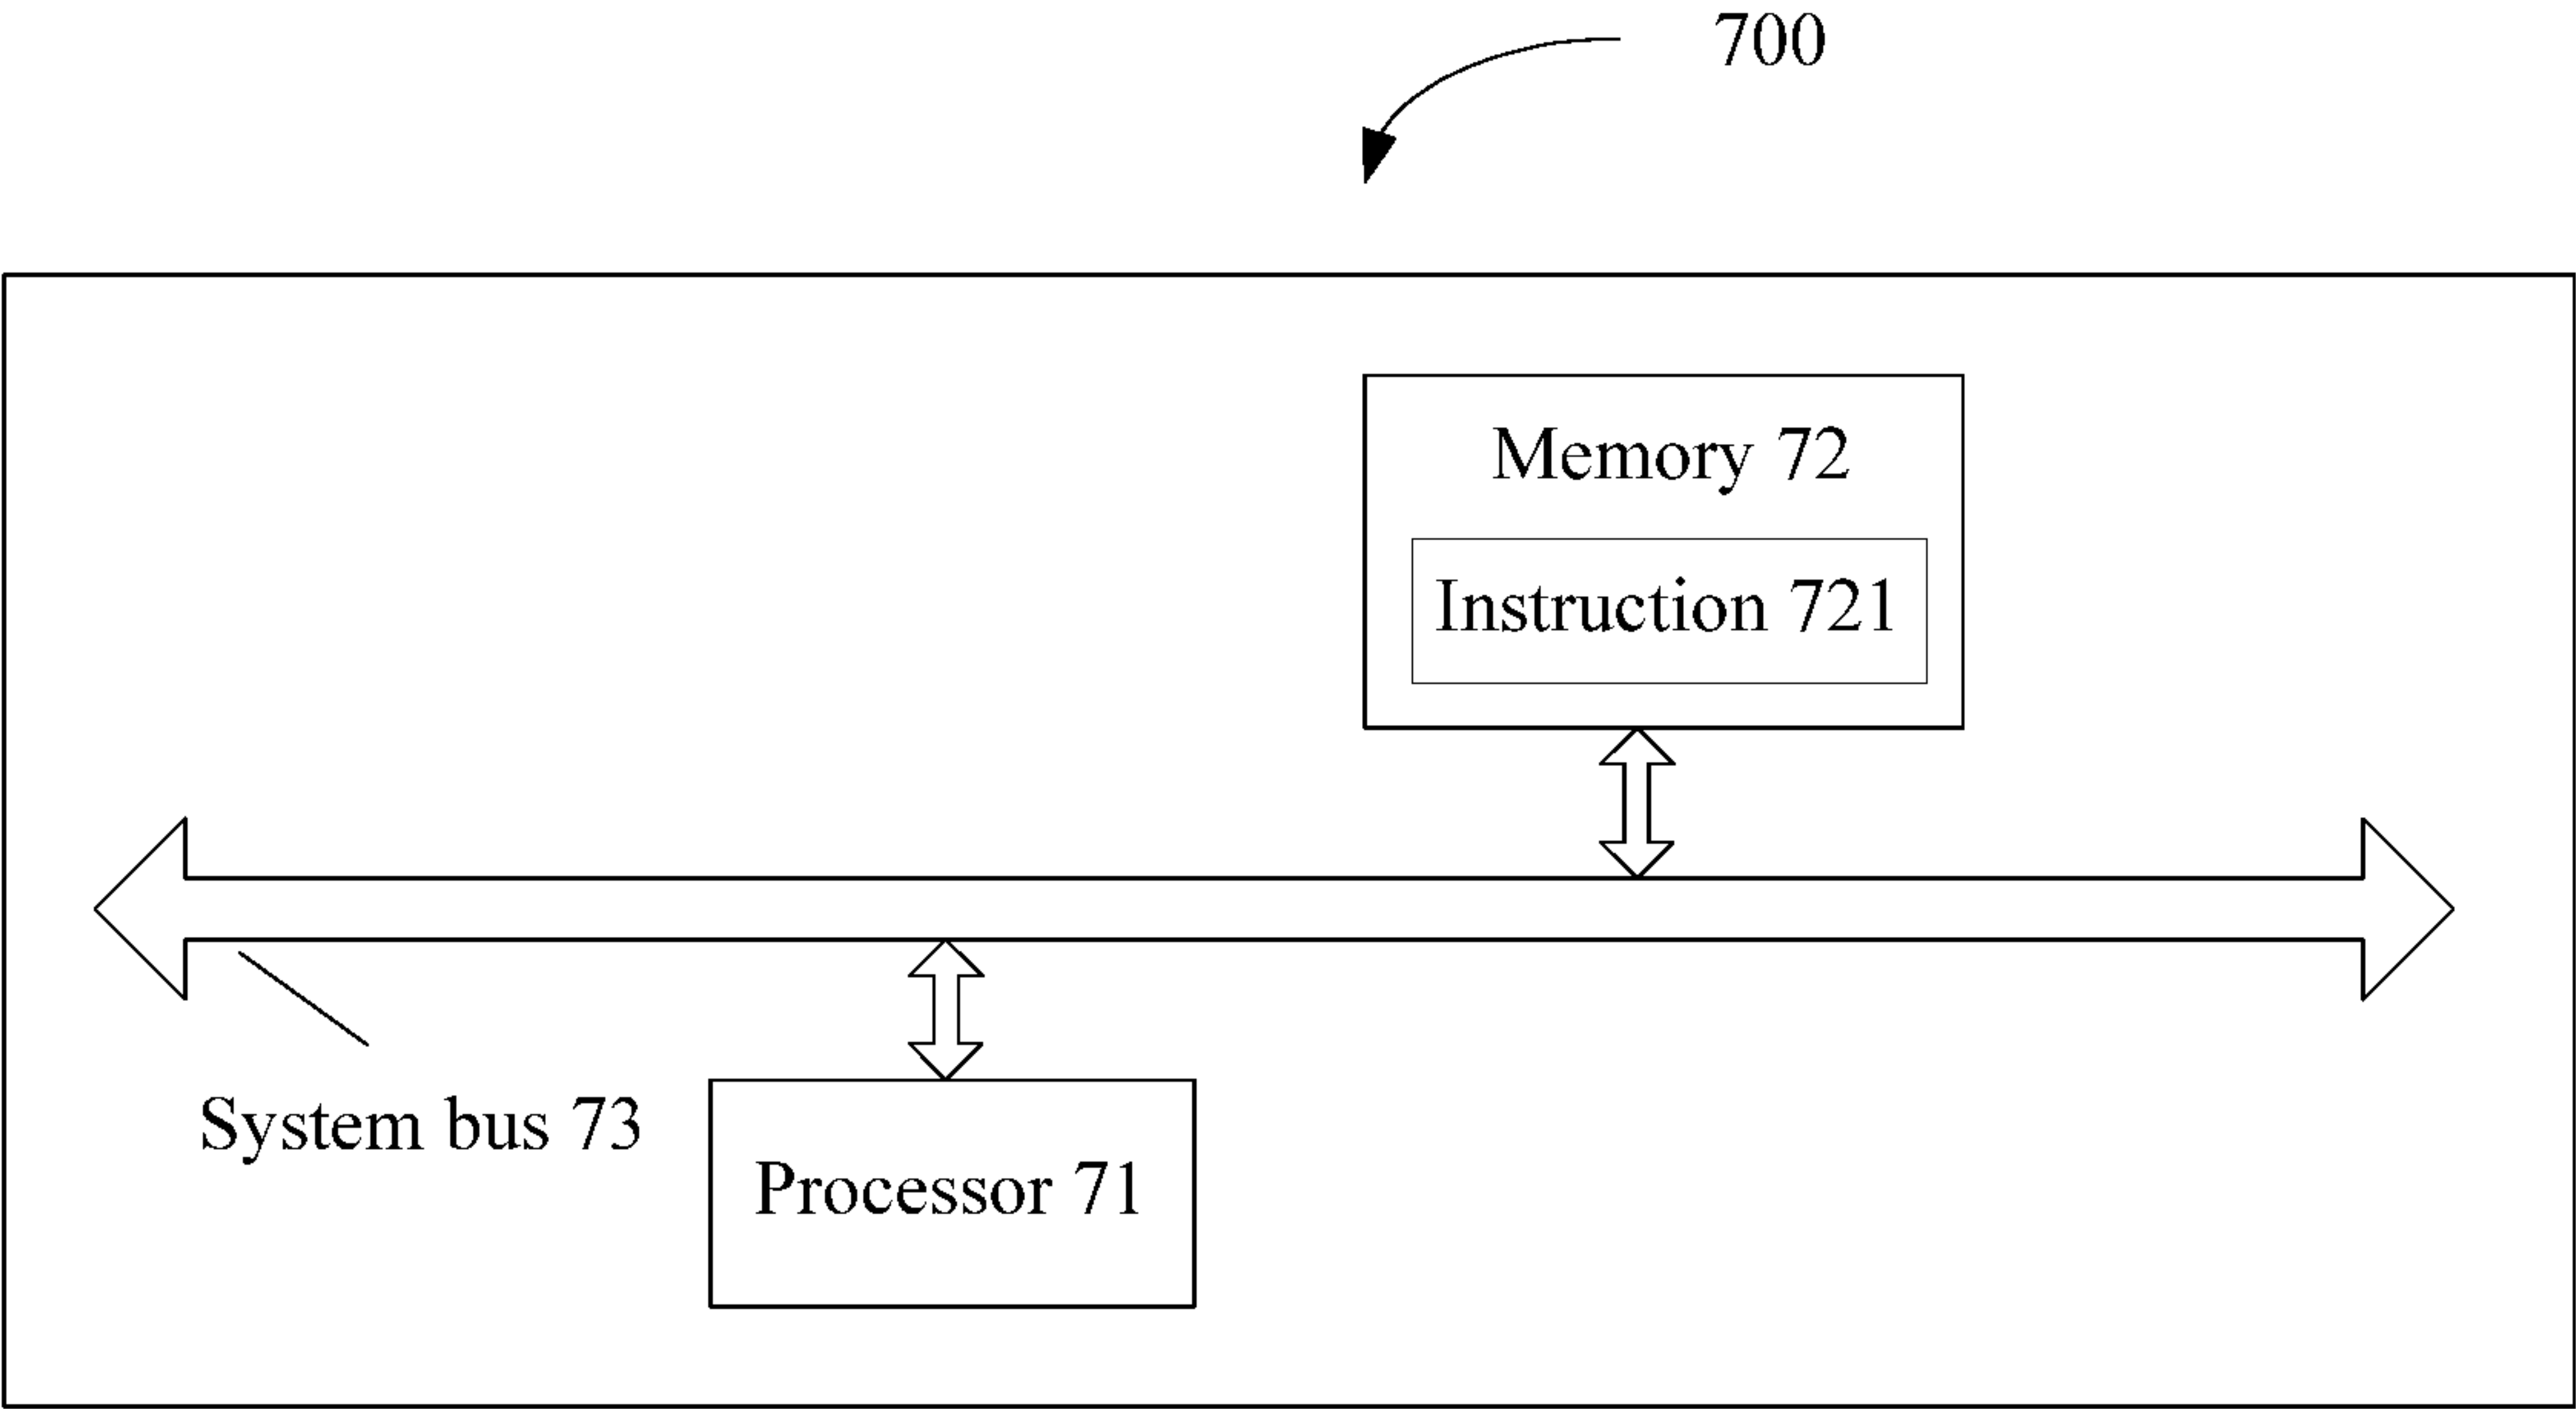 700
Memory 72
Instruction 721
System bus 73
Processor 71